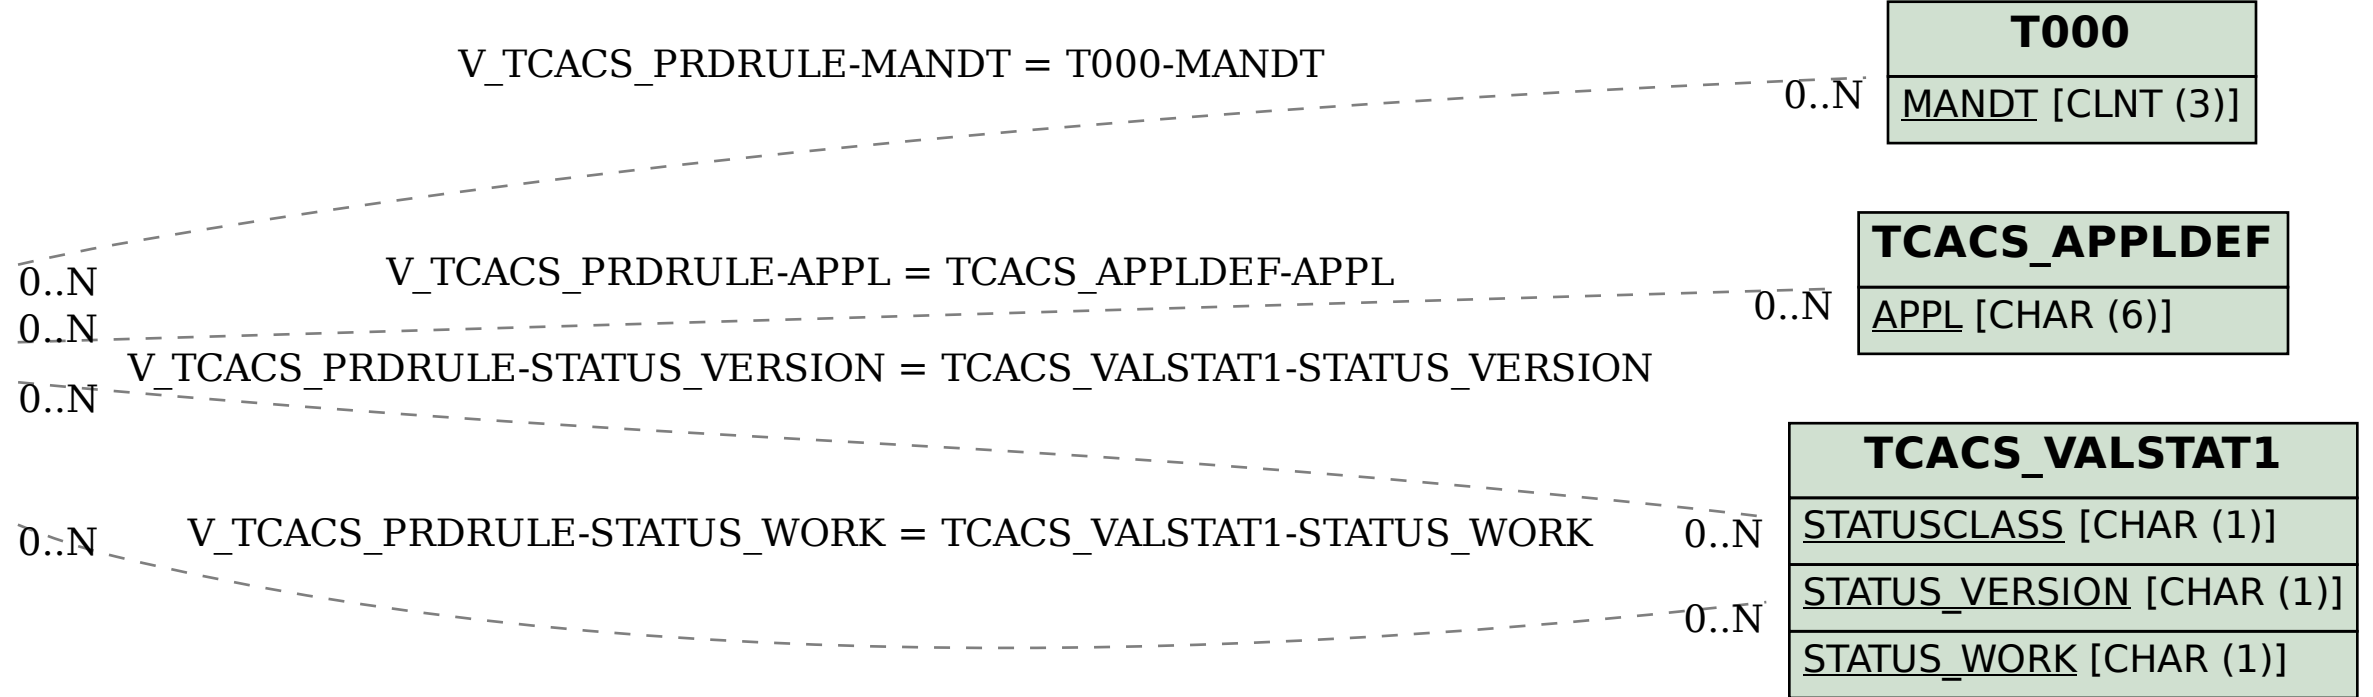 T000
V_TCACS_PRDRULE-MANDT = T000-MANDT
0..N
MANDT [CLNT (3)]
TCACS_APPLDEF
0..N
V_TCACS_PRDRULE-APPL = TCACS_APPLDEF-APPL
0..N
APPL [CHAR (6)]
0..N
V_TCACS_PRDRULE-STATUS_VERSION = TCACS_VALSTAT1-STATUS_VERSION
0..N
TCACS_VALSTAT1
0..N
STATUSCLASS [CHAR (1)]
V_TCACS_PRDRULE-STATUS_WORK = TCACS_VALSTAT1-STATUS_WORK
0..N
STATUS_VERSION [CHAR (1)]
0..N
STATUS_WORK [CHAR (1)]